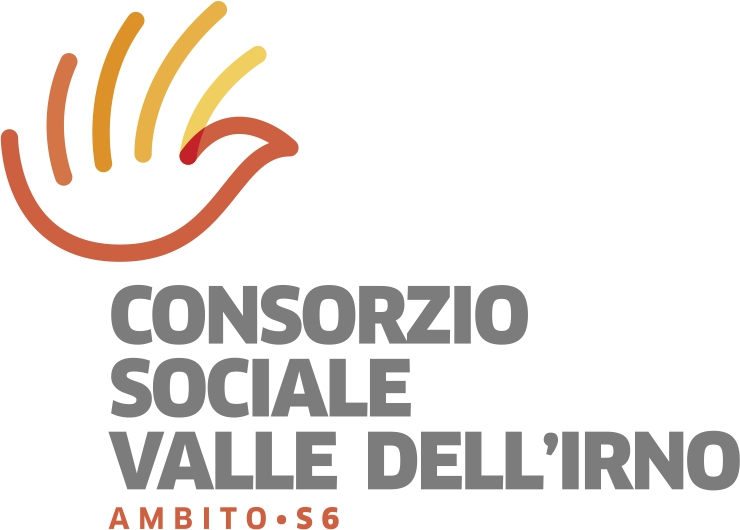 CONSORZIO
SOCIALE
VALLE DELL’IRNO
AMBITO•S6